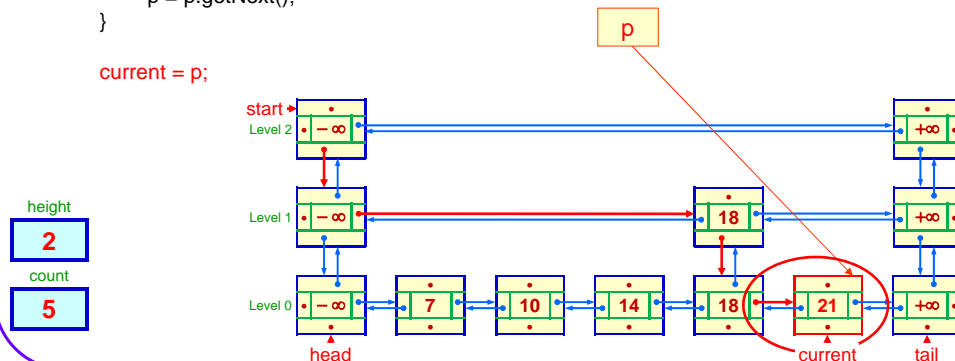 p = p.getNext();
}
p
current = p;
start
Level 2
− ∞
+∞
height
2
Level 1
− ∞
18
+∞
count
5
Level 0
− ∞
7
10
14
18
21
+∞
head
current
tail